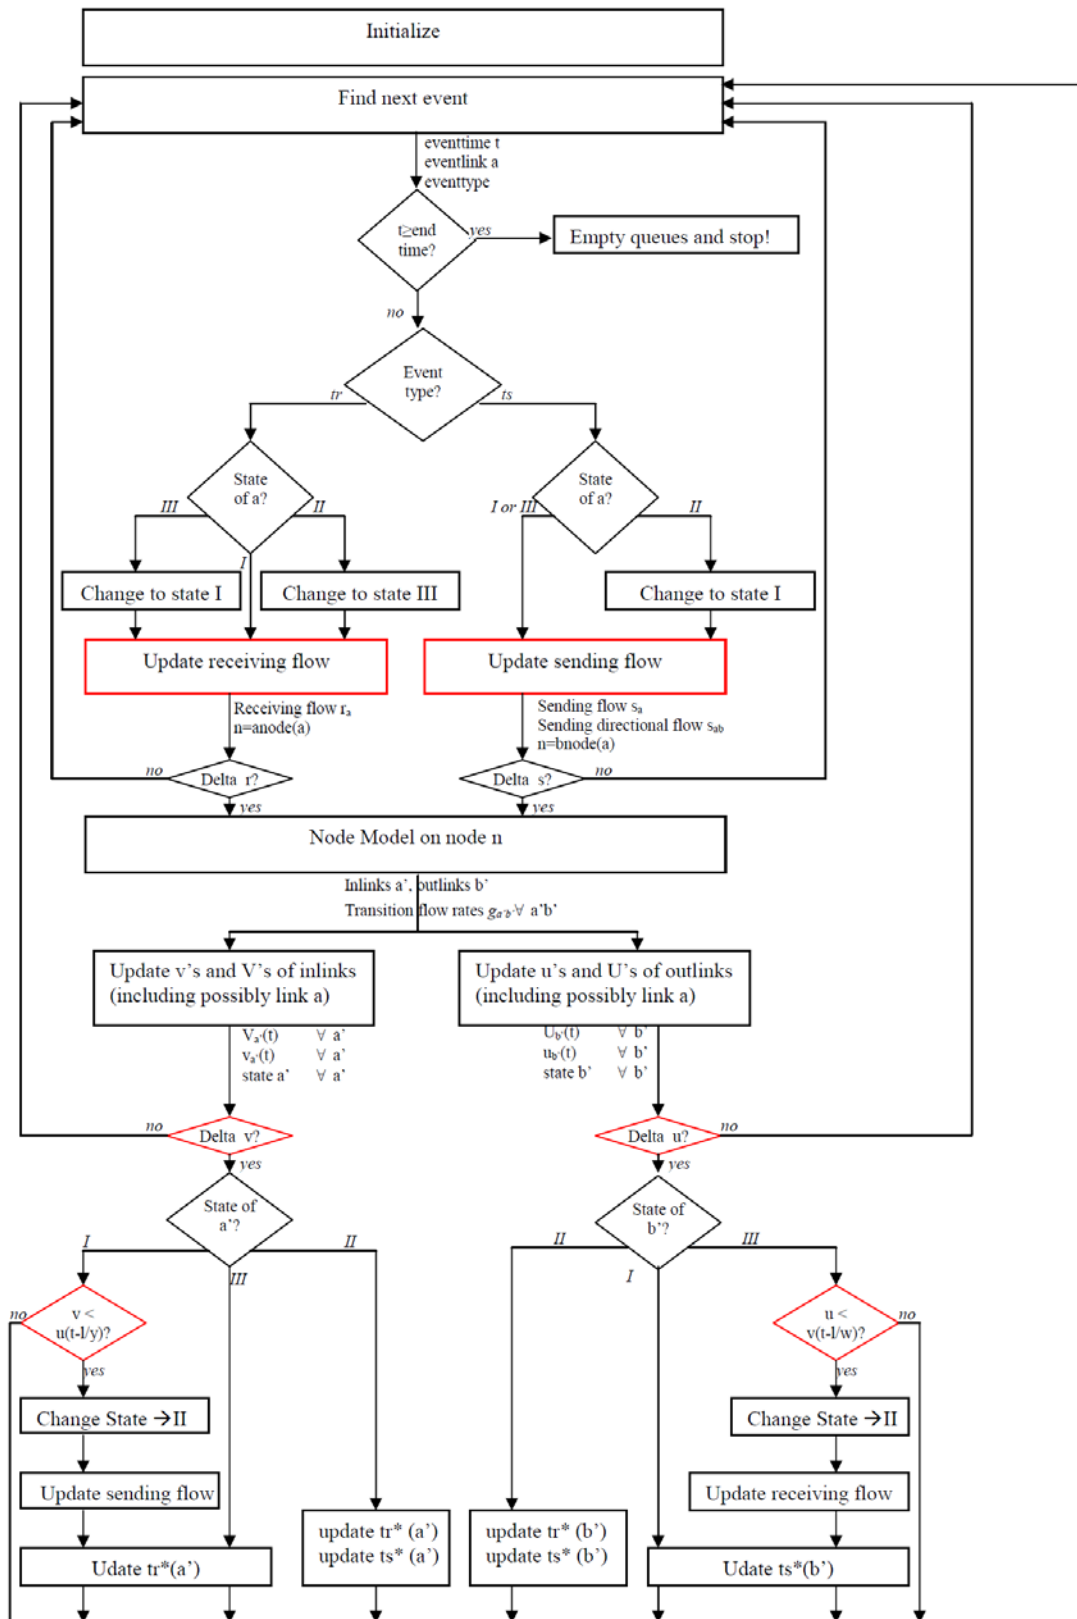 Initialize
Find next event
eventtime t
eventlink a
eventtype
t≥end
time?
yes
Empty queues and stop!
no
Event
type?
tr
ts
State
of a?
State
of a?
III
II
I
I or III
II
Change to state I
Change to state III
Change to state I
Update receiving flow
Update sending flow
Receiving flow rₐ
n=anode(a)
Sending flow sₐ
Sending directional flow s_ab
n=bnode(a)
no
Delta r?
Delta s?
no
yes
yes
Node Model on node n
Inlinks a', outlinks b'
Transition flow rates g_a'b' ∀ a'b'
Update v's and V's of inlinks
(including possibly link a)
Update u's and U's of outlinks
(including possibly link a)
V_a'(t) ∀ a'
v_a'(t) ∀ a'
state a' ∀ a'
U_b'(t) ∀ b'
u_b'(t) ∀ b'
state b' ∀ b'
no
Delta v?
Delta u?
no
yes
yes
State of
a'?
State of
b'?
I
II
III
II
III
I
no
v <
u(t-l/y)?
u <
v(t-l/w)?
no
yes
yes
Change State →II
Change State →II
Update sending flow
Update receiving flow
update tr* (a')
update ts* (a')
update tr* (b')
update ts* (b')
Udate tr*(a')
Udate ts*(b')